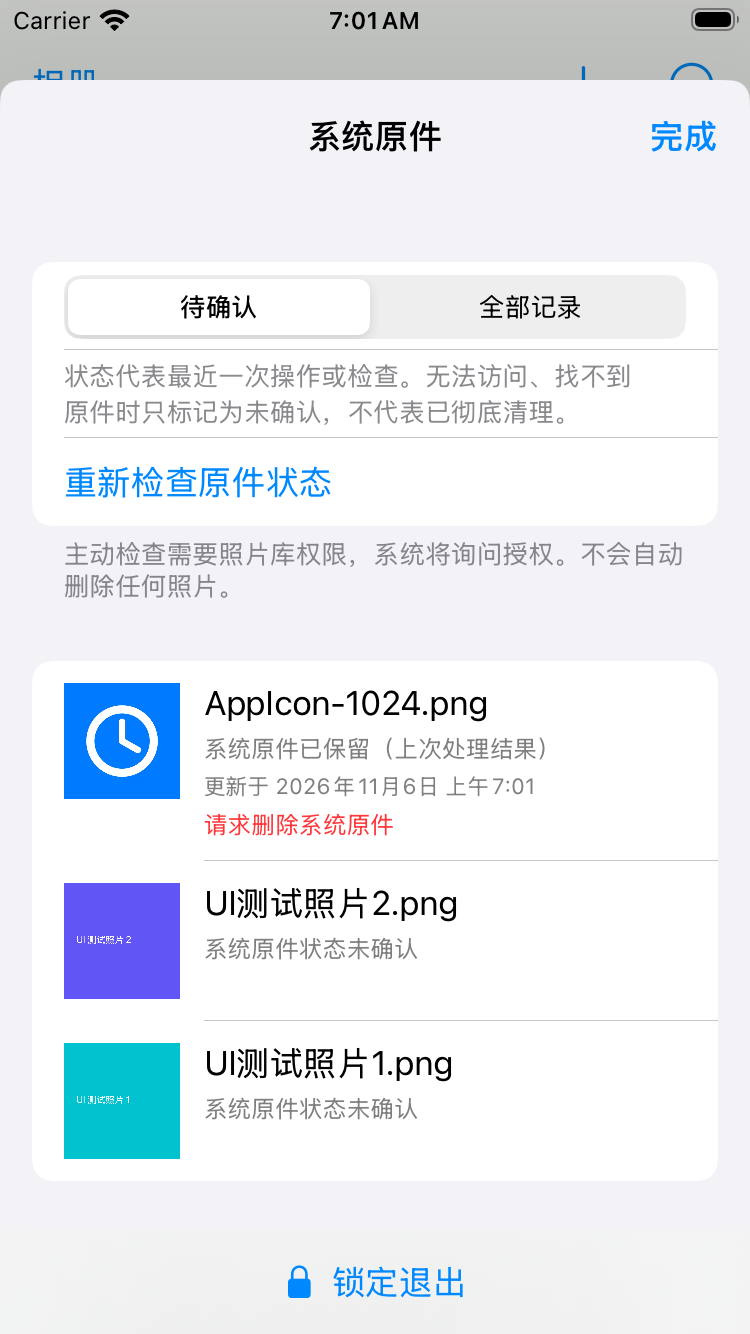 Carrier 7:01 AM
系统原件
完成
待确认
全部记录
状态代表最近一次操作或检查。无法访问、找不到
原件时只标记为未确认，不代表已彻底清理。
重新检查原件状态
主动检查需要照片库权限，系统将询问授权。不会自动
删除任何照片。
AppIcon-1024.png
系统原件已保留（上次处理结果）
更新于 2026年11月6日 上午7:01
请求删除系统原件
UI测试照片2.png
UI测试照片2
系统原件状态未确认
UI测试照片1.png
UI测试照片1
系统原件状态未确认
锁定退出